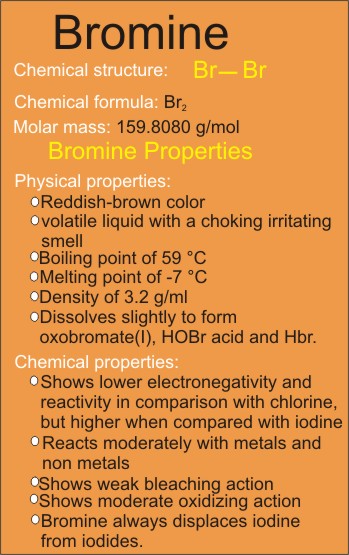 Bromine
Chemical structure: Br—Br
Chemical formula: Br₂
Molar mass: 159.8080 g/mol
Bromine Properties
Physical properties:
Reddish-brown color
volatile liquid with a choking irritating
smell
Boiling point of 59 °C
Melting point of -7 °C
Density of 3.2 g/ml
Dissolves slightly to form
oxobromate(I), HOBr acid and Hbr.
Chemical properties:
Shows lower electronegativity and
reactivity in comparison with chlorine,
but higher when compared with iodine
Reacts moderately with metals and
non metals
Shows weak bleaching action
Shows moderate oxidizing action
Bromine always displaces iodine
from iodides.